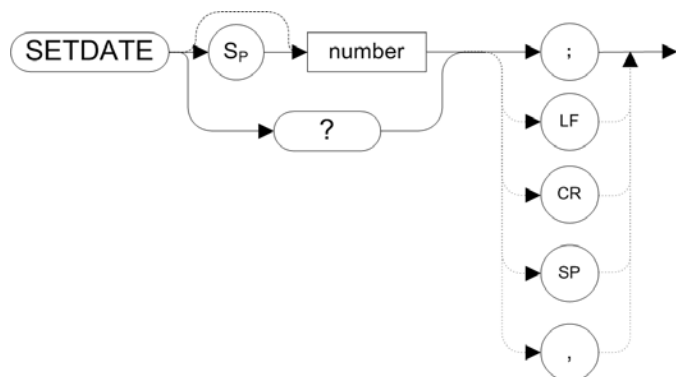 SETDATE
SP
number
;
?
LF
CR
SP
,